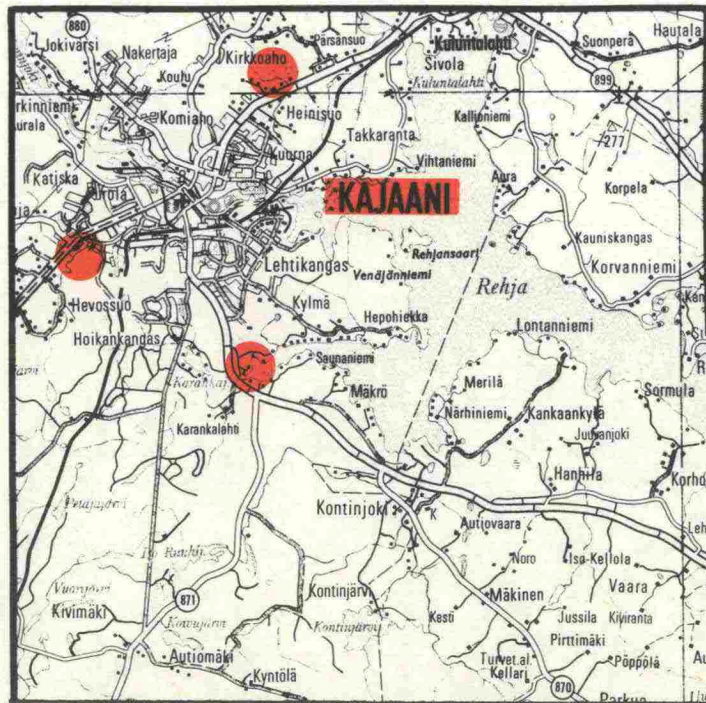 880
Jokivarsi
Nakertaja
Koulu
Kirkkoaho
Parsansuo
Kuluntalahti
Sivola
Kuluntalahti
Suonperä
Hautala
899
Komiaho
Heinisuo
Kuurna
Takkaranta
Vihtaniemi
Kallioniemi
277
Katiska
KAJAANI
Aura
Korpela
Kauniskangas
Korvanniemi
Lehtikangas
Rehjansaari
Venäjänniemi
Rehja
Hevossuo
Kylmä
Hepohiekka
Hoikankangas
Saunaniemi
Lontanniemi
Mäkrö
Merilä
Sormula
Karankalahti
Närhiniemi
Kankaankylä
Hanhila
Kontinjoki
K
Autiovaara
Noro
Iso-Kellola
Vaara
Kontinjärvi
Mäkinen
Kivimäki
871
Kontinjärvi
Kesti
Jussila
Kiviranta
Pirttimäki
Autiomäki
Kyntölä
Turvet.al.
Kellari
Pöppölä
870
Parkua